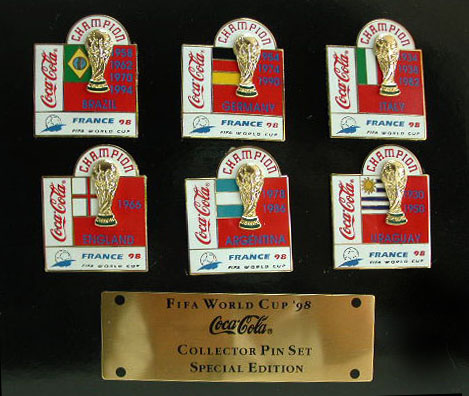 CHAMPION
Coca-Cola
1958
1962
1970
1994
BRAZIL
FRANCE 98
FIFA WORLD CUP
CHAMPION
Coca-Cola
1954
1974
1990
GERMANY
FRANCE 98
FIFA WORLD CUP
CHAMPION
Coca-Cola
1934
1938
1982
ITALY
FRANCE 98
FIFA WORLD CUP
CHAMPION
Coca-Cola
1966
ENGLAND
FRANCE 98
FIFA WORLD CUP
CHAMPION
Coca-Cola
1978
1986
ARGENTINA
FRANCE 98
FIFA WORLD CUP
CHAMPION
Coca-Cola
1930
1950
URUGUAY
FRANCE 98
FIFA WORLD CUP
FIFA WORLD CUP '98
Coca-Cola®
COLLECTOR PIN SET
SPECIAL EDITION